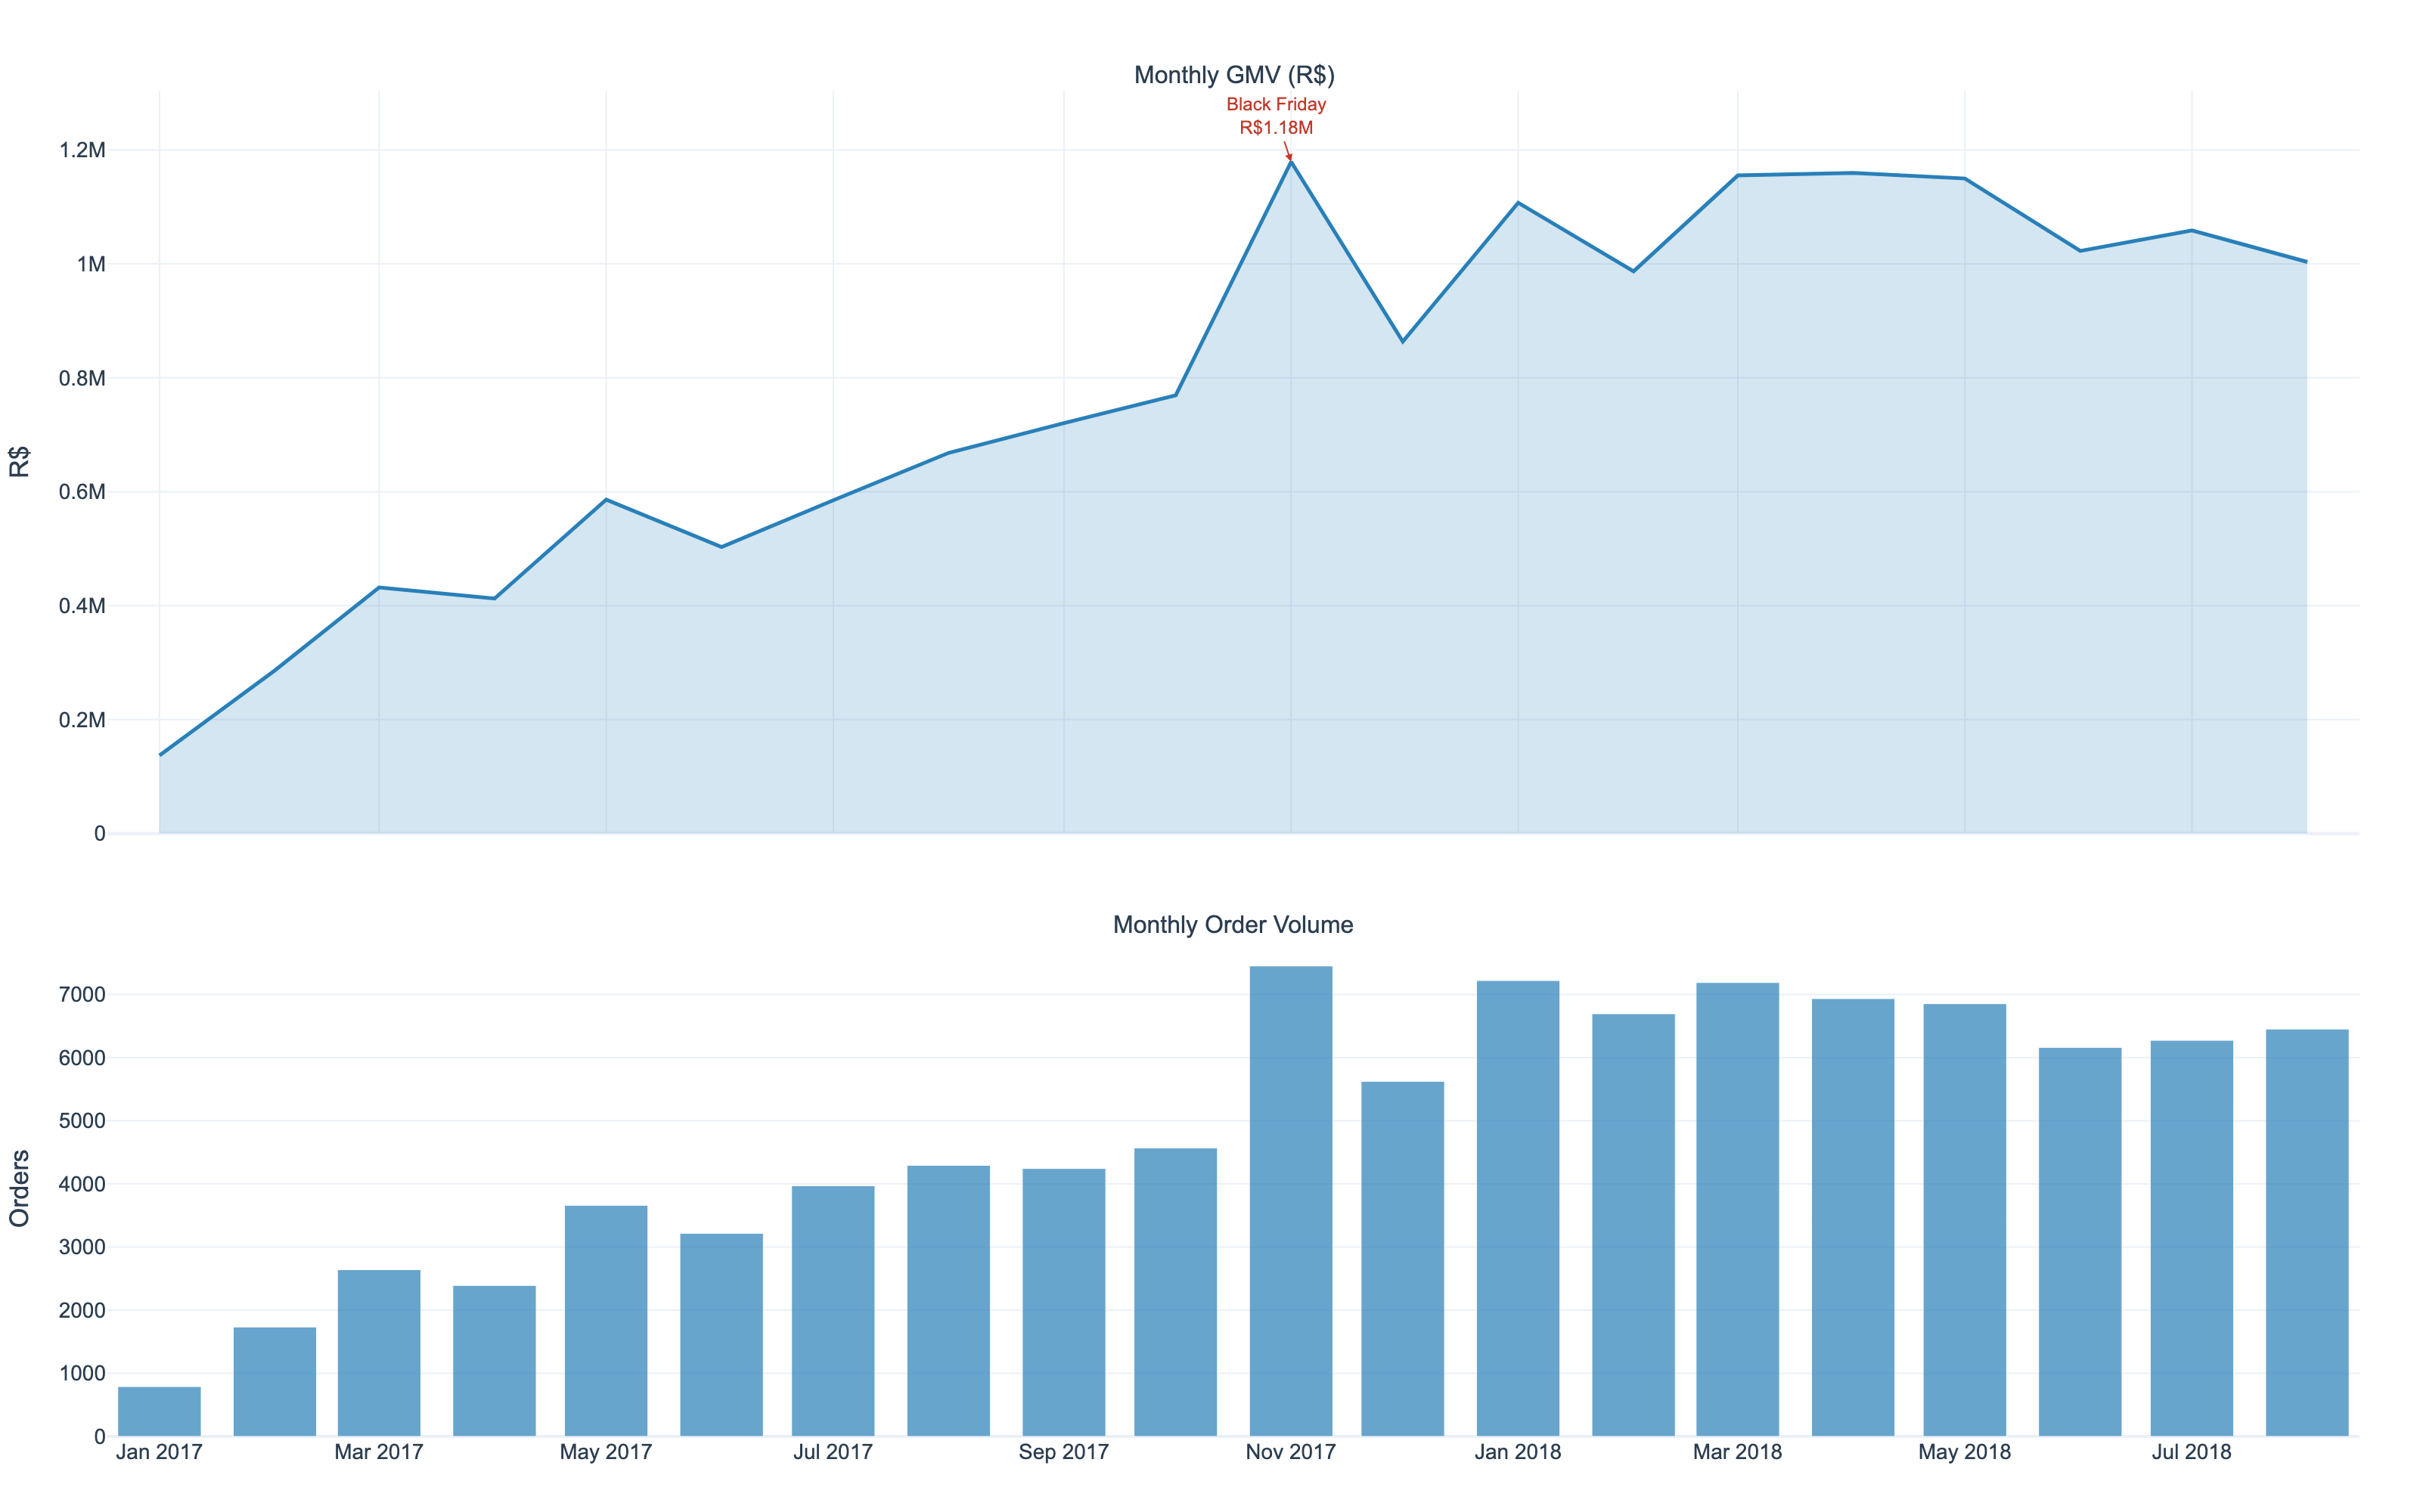 Monthly GMV (R$)
Black Friday
R$1.18M
1.2M
1M
0.8M
0.6M
0.4M
0.2M
0
R$
Monthly Order Volume
7000
6000
5000
4000
3000
2000
1000
0
Orders
Jan 2017 Mar 2017 May 2017 Jul 2017 Sep 2017 Nov 2017 Jan 2018 Mar 2018 May 2018 Jul 2018